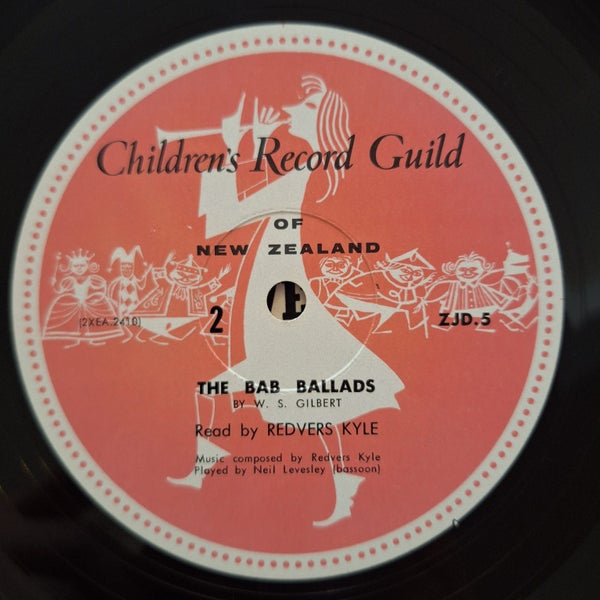 Children's Record Guild
OF
NEW ZEALAND
(2XEA.2410)
2
ZJD.5
THE BAB BALLADS
BY W. S. GILBERT
Read by REDVERS KYLE
Music composed by Redvers Kyle
Played by Neil Levesley (bassoon)